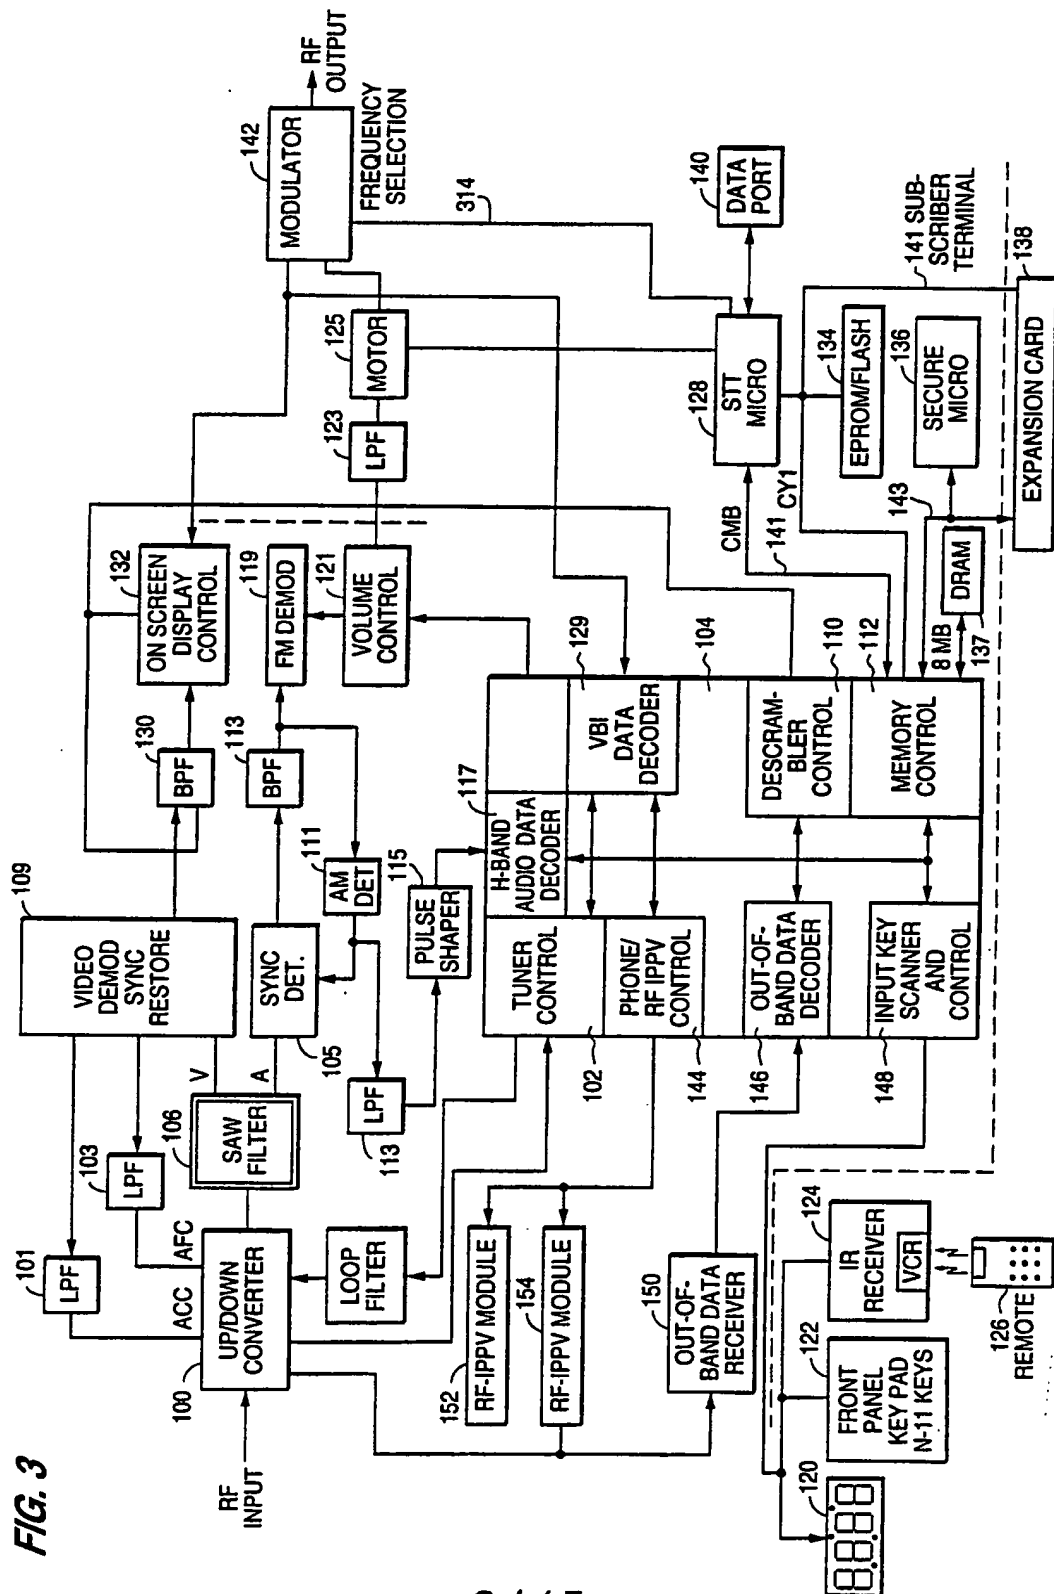 FIG. 3
RF
INPUT
100
UP/DOWN
CONVERTER
ACC
AFC
101
LPF
103
LPF
106
SAW
FILTER
V
A
109
VIDEO
DEMOD
SYNC
RESTORE
SYNC
DET.
105
130
BPF
113
BPF
111
AM
DET
LPF
113
115
PULSE
SHAPER
132
ON SCREEN
DISPLAY
CONTROL
119
FM DEMOD
121
VOLUME
CONTROL
123
LPF
125
MOTOR
142
MODULATOR
RF
OUTPUT
FREQUENCY
SELECTION
314
LOOP
FILTER
152
RF-IPPV MODULE
154
RF-IPPV MODULE
150
OUT-OF-
BAND DATA
RECEIVER
TUNER
CONTROL
102
PHONE/
RF IPPV
CONTROL
144
146
OUT-OF-
BAND DATA
DECODER
148
INPUT KEY
SCANNER
AND
CONTROL
117
H-BAND
AUDIO DATA
DECODER
129
VBI
DATA
DECODER
104
DESCRAM-
BLER
CONTROL
110
112
MEMORY
CONTROL
CMB
141
CY1
128
STT
MICRO
140
DATA
PORT
134
EPROM/FLASH
136
SECURE
MICRO
143
8 MB
DRAM
137
141 SUB-
SCRIBER
TERMINAL
138
EXPANSION CARD
120
88:88
122
FRONT
PANEL
KEY PAD
N-11 KEYS
124
IR
RECEIVER
VCR
126
REMOTE